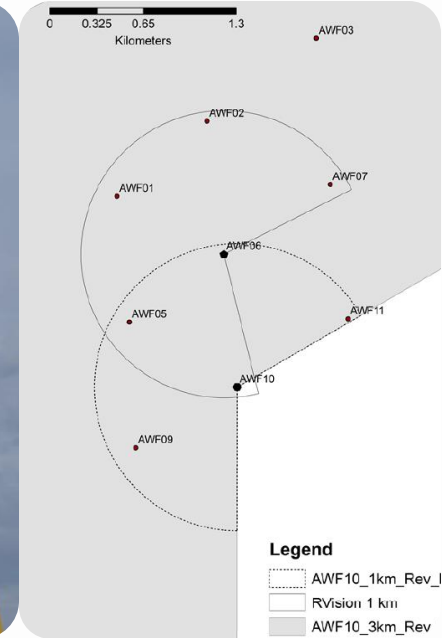 0 0.325 0.65 1.3
Kilometers
AWF03
AWF02
AWF07
AWF01
AWF06
AWF05
AWF11
AWF10
AWF09
Legend
AWF10_1km_Rev_
RVision 1 km
AWF10_3km_Rev